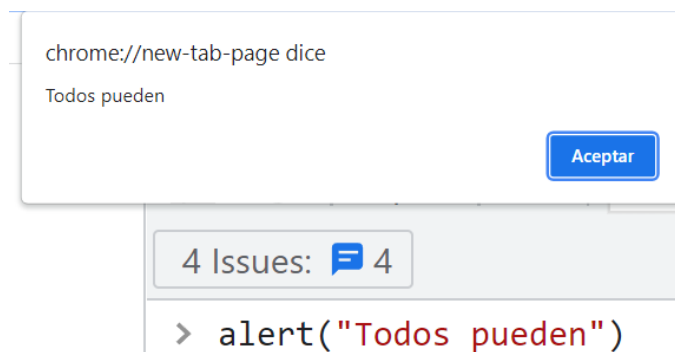 chrome://new-tab-page dice
Todos pueden
Aceptar
4 Issues: 4
> alert("Todos pueden")